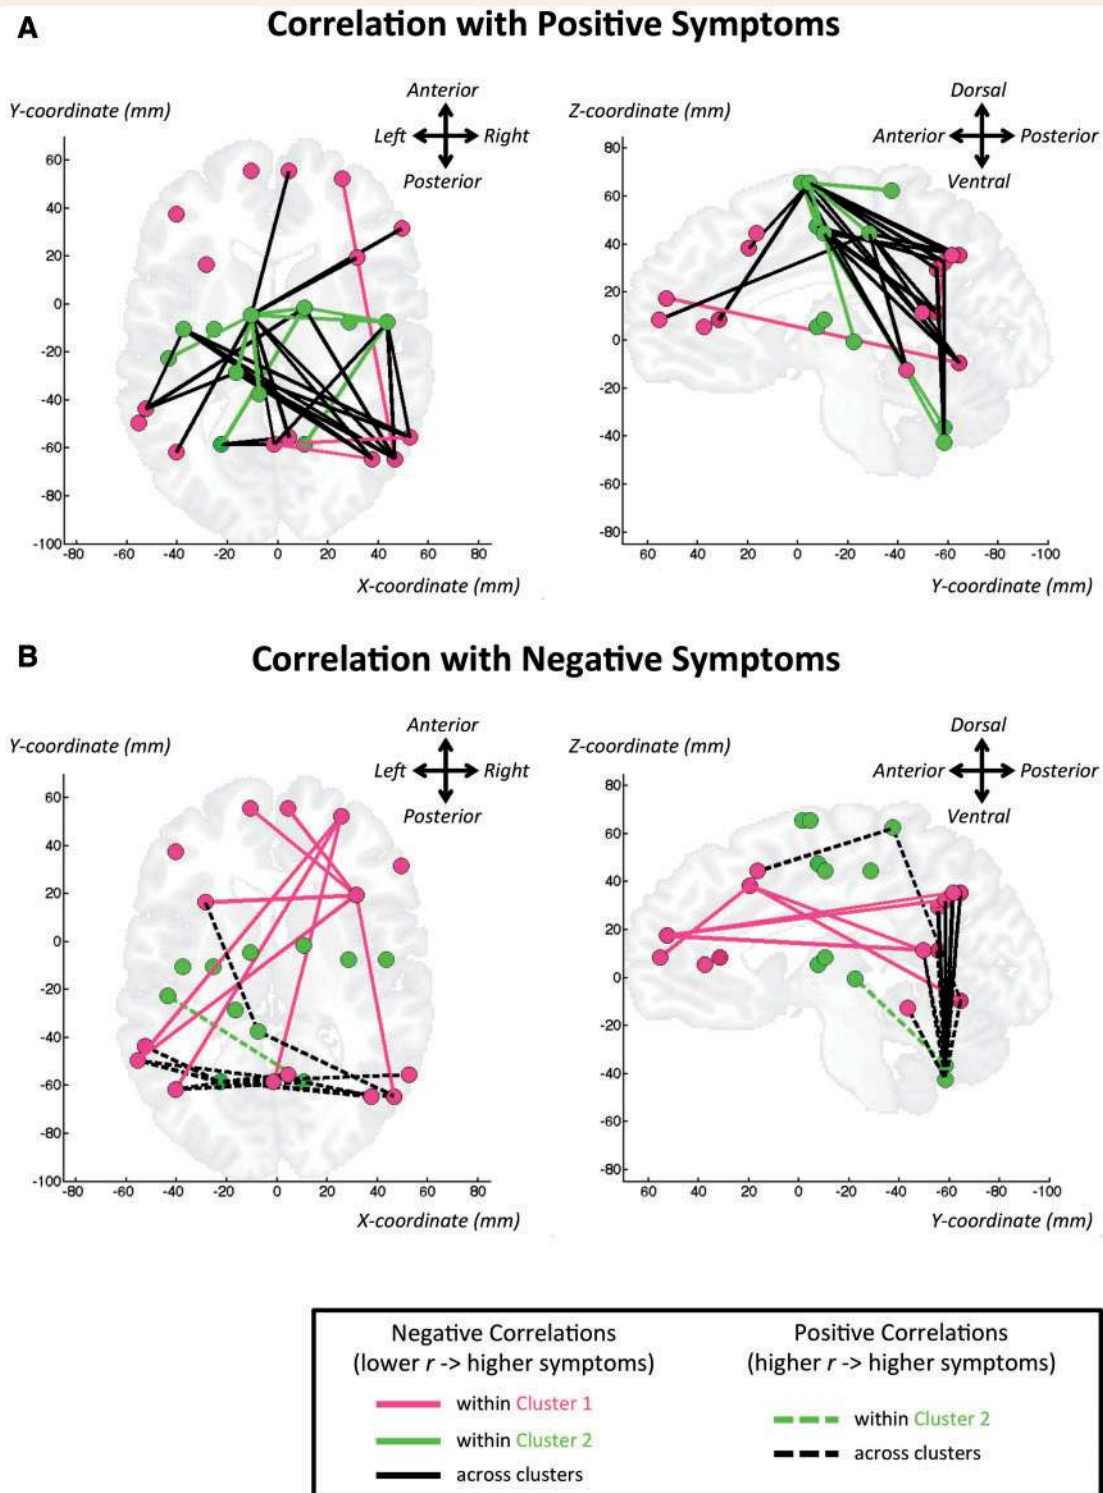 A
Correlation with Positive Symptoms
Y-coordinate (mm)
Anterior
Left
Right
Posterior
60
40
20
0
-20
-40
-60
-80
-100
-80 -60 -40 -20 0 20 40 60 80
X-coordinate (mm)
Z-coordinate (mm)
Dorsal
Anterior
Posterior
Ventral
80
60
40
20
0
-20
-40
-60
-80
60 40 20 0 -20 -40 -60 -80 -100
Y-coordinate (mm)
B
Correlation with Negative Symptoms
Y-coordinate (mm)
Anterior
Left
Right
Posterior
60
40
20
0
-20
-40
-60
-80
-100
-80 -60 -40 -20 0 20 40 60 80
X-coordinate (mm)
Z-coordinate (mm)
Dorsal
Anterior
Posterior
Ventral
80
60
40
20
0
-20
-40
-60
-80
60 40 20 0 -20 -40 -60 -80 -100
Y-coordinate (mm)
Negative Correlations
(lower r -> higher symptoms)
within Cluster 1
within Cluster 2
across clusters
Positive Correlations
(higher r -> higher symptoms)
within Cluster 2
across clusters